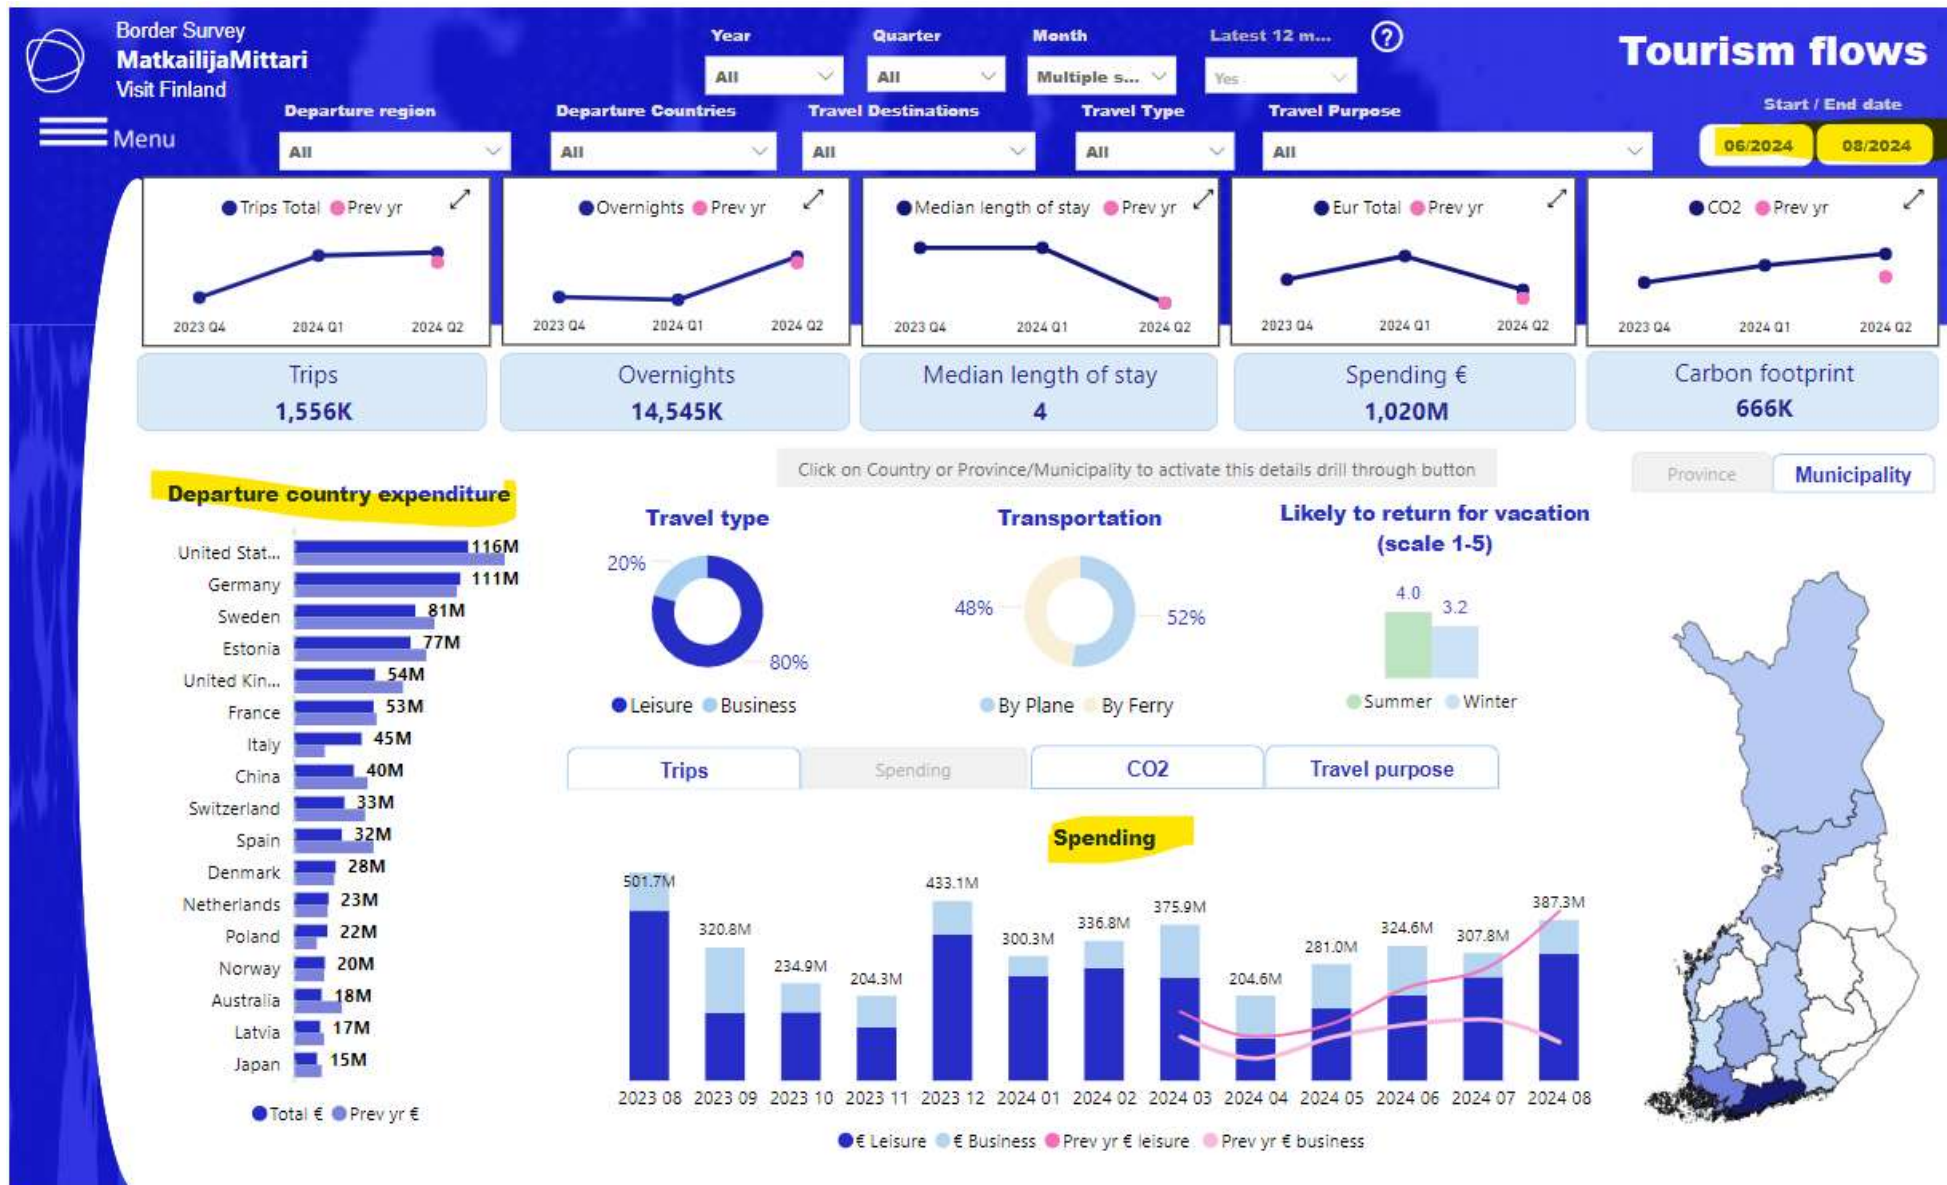 Border Survey
MatkailijaMittari
Visit Finland
Menu
Year
Quarter
Month
Latest 12 m...
?
All
All
Multiple s...
Yes
Tourism flows
Departure region
Departure Countries
Travel Destinations
Travel Type
Travel Purpose
Start / End date
All
All
All
All
All
06/2024
08/2024
Trips Total Prev yr
2023 Q4 2024 Q1 2024 Q2
Overnights Prev yr
2023 Q4 2024 Q1 2024 Q2
Median length of stay Prev yr
2023 Q4 2024 Q1 2024 Q2
Eur Total Prev yr
2023 Q4 2024 Q1 2024 Q2
CO2 Prev yr
2023 Q4 2024 Q1 2024 Q2
Trips
1,556K
Overnights
14,545K
Median length of stay
4
Spending €
1,020M
Carbon footprint
666K
Click on Country or Province/Municipality to activate this details drill through button
Province
Municipality
Departure country expenditure
United Stat... 116M
Germany 111M
Sweden 81M
Estonia 77M
United Kin... 54M
France 53M
Italy 45M
China 40M
Switzerland 33M
Spain 32M
Denmark 28M
Netherlands 23M
Poland 22M
Norway 20M
Australia 18M
Latvia 17M
Japan 15M
Total € Prev yr €
Travel type
20%
80%
Leisure Business
Transportation
48%
52%
By Plane By Ferry
Likely to return for vacation
(scale 1-5)
4.0
3.2
Summer Winter
Trips
Spending
CO2
Travel purpose
Spending
501.7M
320.8M
234.9M
204.3M
433.1M
300.3M
336.8M
375.9M
204.6M
281.0M
324.6M
307.8M
387.3M
2023 08 2023 09 2023 10 2023 11 2023 12 2024 01 2024 02 2024 03 2024 04 2024 05 2024 06 2024 07 2024 08
€ Leisure € Business Prev yr € leisure Prev yr € business